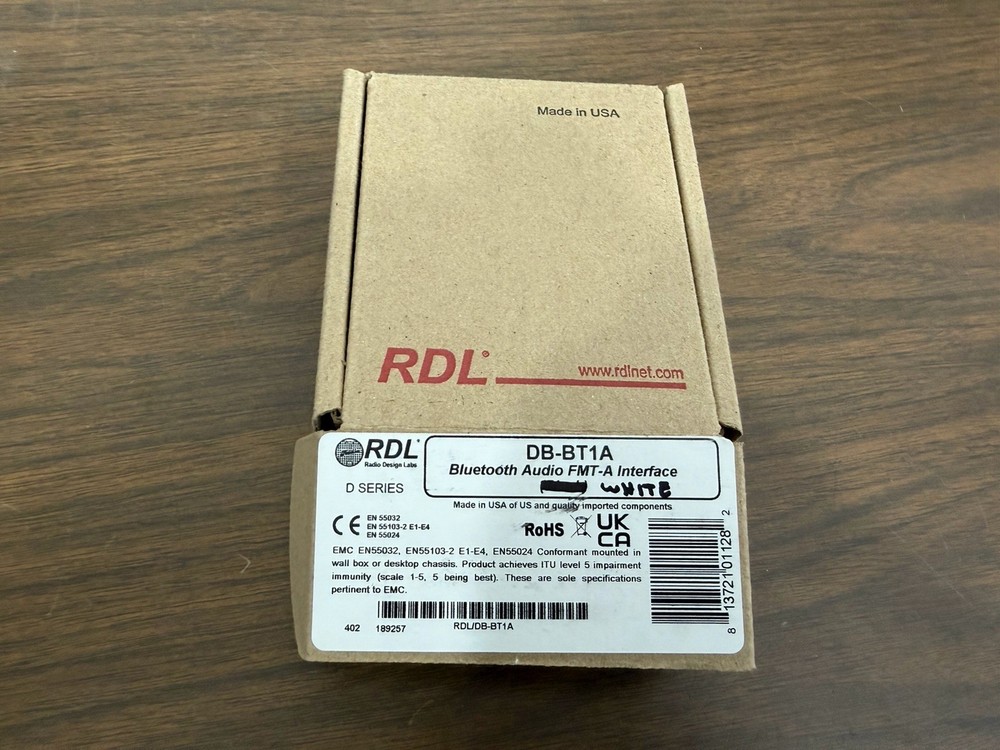 Made in USA
RDL®
www.rdlnet.com
RDL®
Radio Design Labs
D SERIES
DB-BT1A
Bluetooth Audio FMT-A Interface
WHITE
Made in USA of US and quality imported components
CE
EN 55032
EN 55103-2 E1-E4
EN 55024
RoHS
UK
CA
EMC EN55032, EN55103-2 E1-E4, EN55024 Conformant mounted in
wall box or desktop chassis. Product achieves ITU level 5 impairment
immunity (scale 1-5, 5 being best). These are sole specifications
pertinent to EMC.
402 189257 RDL/DB-BT1A
8 13721 01128 2